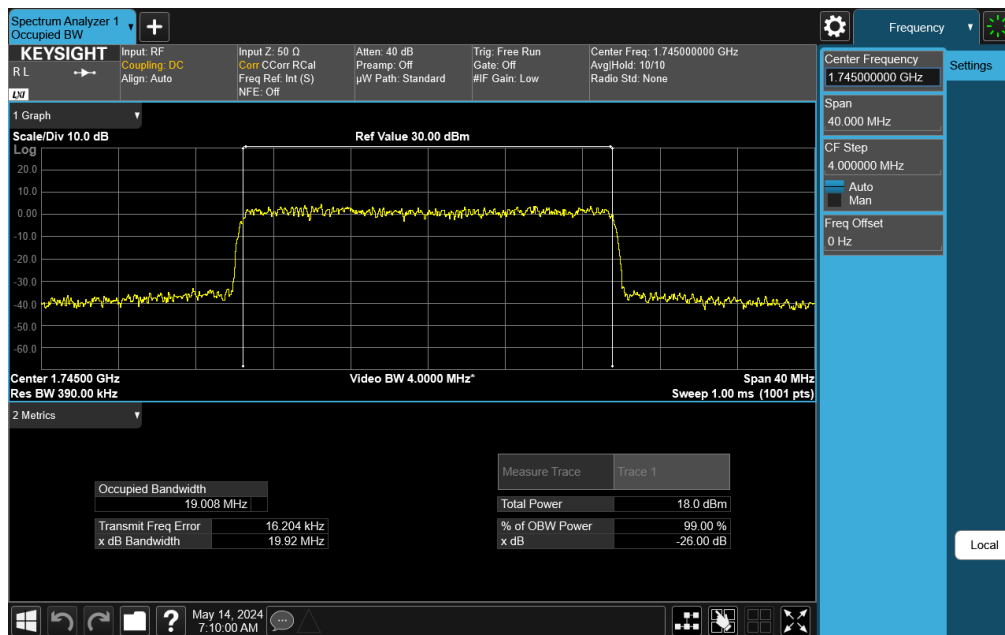 Spectrum Analyzer 1
Occupied BW
Frequency
KEYSIGHT
R L
LXI
Input: RF
Coupling: DC
Align: Auto
Input Z: 50 Ω
Corr CCorr RCal
Freq Ref: Int (S)
NFE: Off
Atten: 40 dB
Preamp: Off
µW Path: Standard
Trig: Free Run
Gate: Off
#IF Gain: Low
Center Freq: 1.745000000 GHz
Avg|Hold: 10/10
Radio Std: None
Center Frequency
1.745000000 GHz
Settings
Span
40.000 MHz
CF Step
4.000000 MHz
Auto
Man
Freq Offset
0 Hz
Local
1 Graph
Scale/Div 10.0 dB
Ref Value 30.00 dBm
Log
20.0
10.0
0.00
-10.0
-20.0
-30.0
-40.0
-50.0
-60.0
Center 1.74500 GHz
Video BW 4.0000 MHz*
Span 40 MHz
Res BW 390.00 kHz
Sweep 1.00 ms (1001 pts)
2 Metrics
Measure Trace Trace 1
Occupied Bandwidth
19.008 MHz
Total Power 18.0 dBm
Transmit Freq Error 16.204 kHz
% of OBW Power 99.00 %
x dB Bandwidth 19.92 MHz
x dB -26.00 dB
May 14, 2024
7:10:00 AM